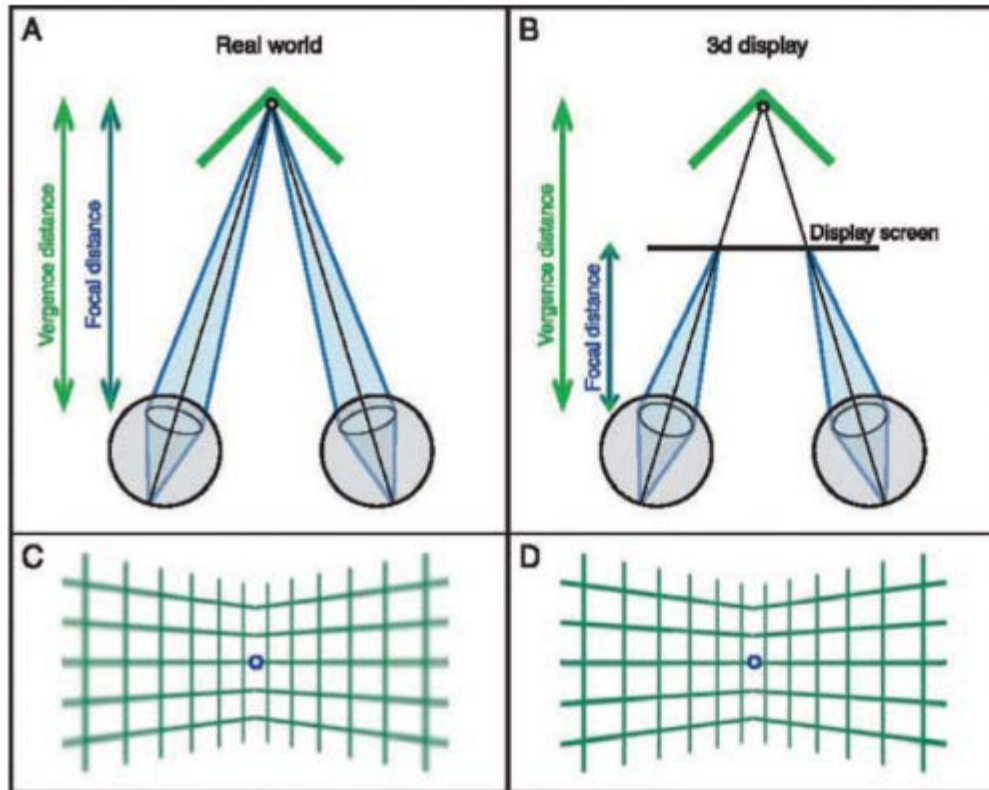 A
Real world
Vergence distance
Focal distance
B
3d display
Vergence distance
Focal distance
Display screen
C
D